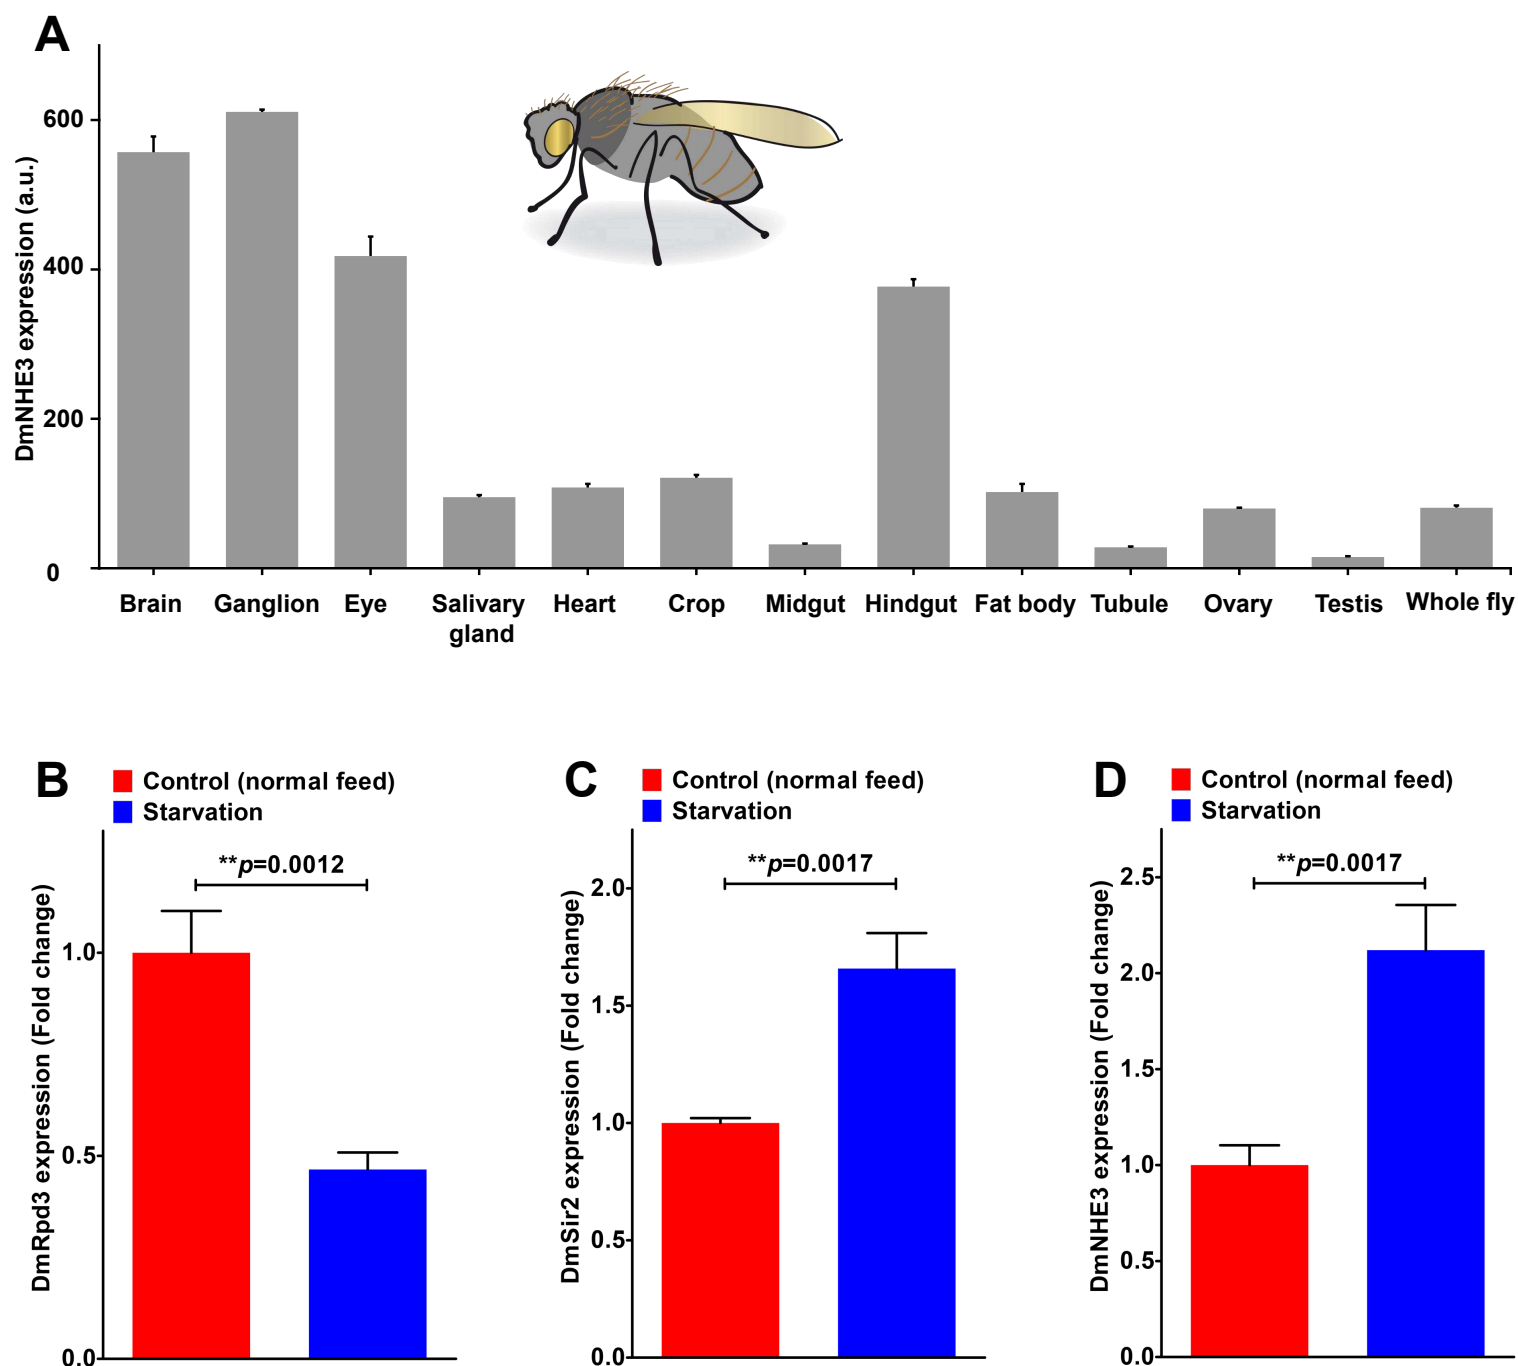 A
DmNHE3 expression (a.u.)
600
400
200
0
Brain Ganglion Eye Salivary gland Heart Crop Midgut Hindgut Fat body Tubule Ovary Testis Whole fly
B
Control (normal feed)
Starvation
**p=0.0012
DmRpd3 expression (Fold change)
1.0
0.5
0.0
C
Control (normal feed)
Starvation
**p=0.0017
DmSir2 expression (Fold change)
2.0
1.5
1.0
0.5
0.0
D
Control (normal feed)
Starvation
**p=0.0017
DmNHE3 expression (Fold change)
2.5
2.0
1.5
1.0
0.5
0.0